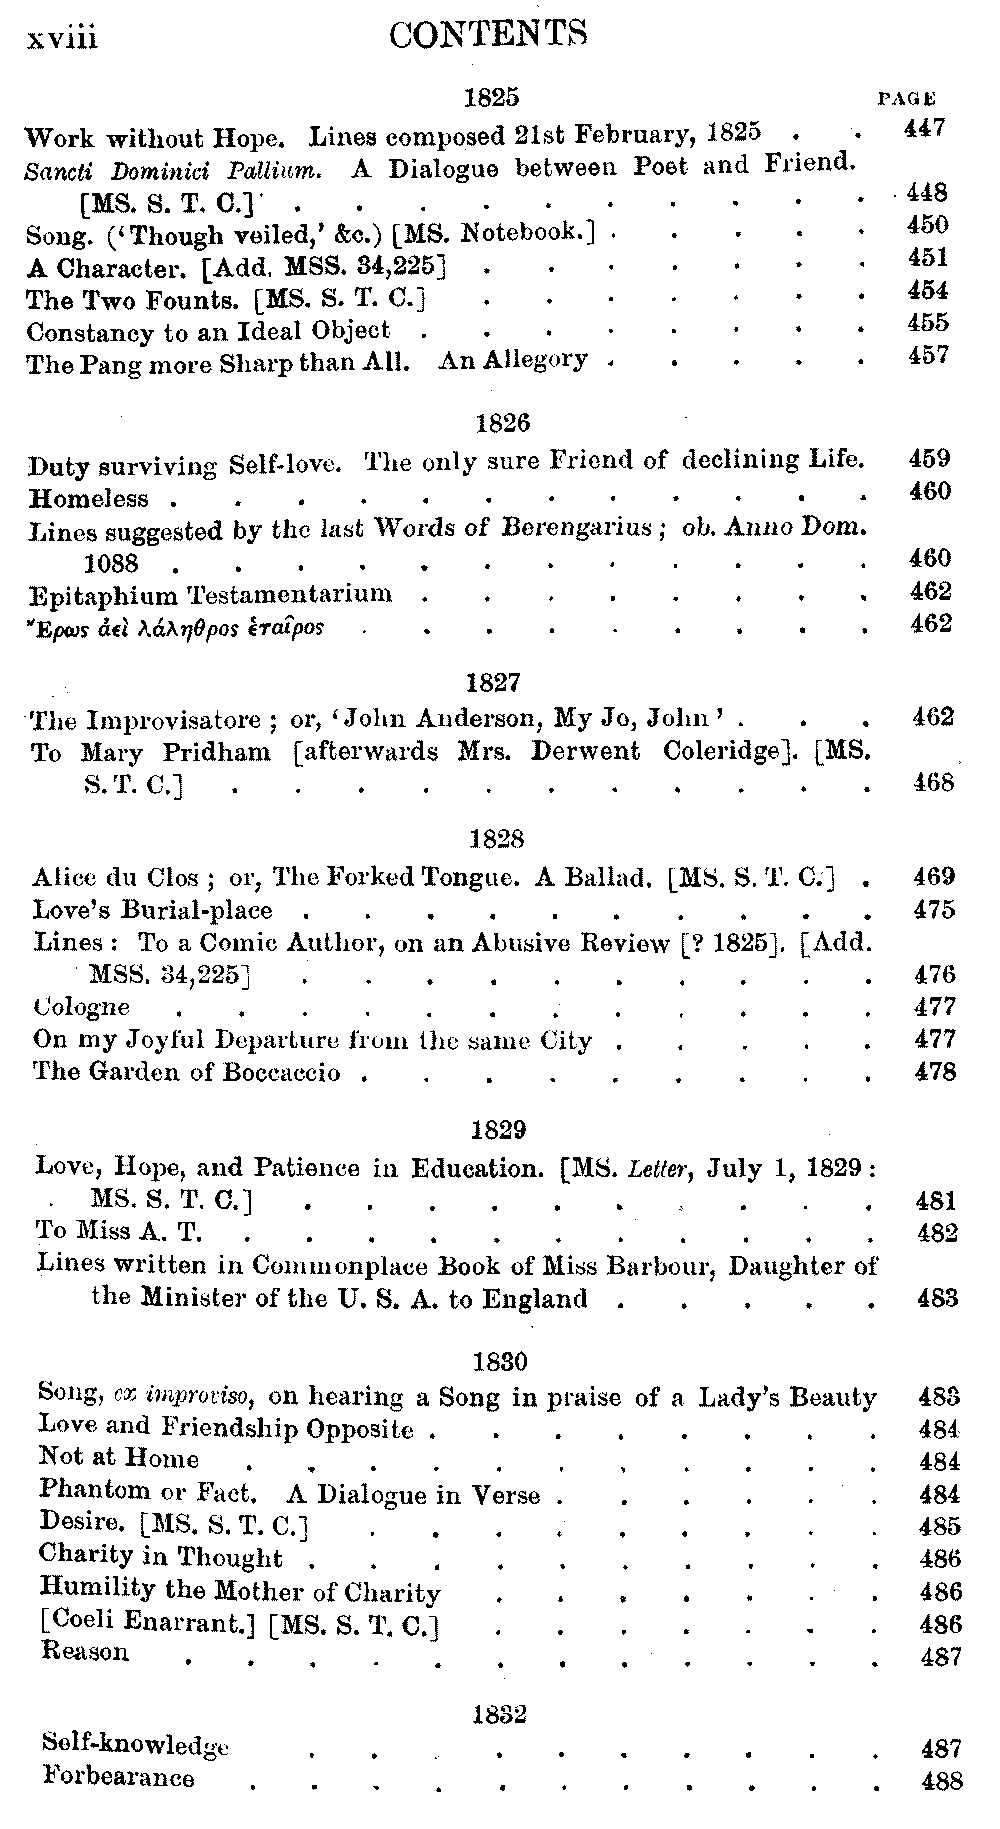 xviii CONTENTS
1825 PAGE
Work without Hope. Lines composed 21st February, 1825 . . 447
Sancti Dominici Pallium. A Dialogue between Poet and Friend.
[MS. S. T. C.] . . . . . . . . . . 448
Song. (‘Though veiled,’ &c.) [MS. Notebook.] . . . . . 450
A Character. [Add. MSS. 34,225] . . . . . . . 451
The Two Founts. [MS. S. T. C.] . . . . . . . 454
Constancy to an Ideal Object . . . . . . . . 455
The Pang more Sharp than All. An Allegory . . . . . 457
1826
Duty surviving Self-love. The only sure Friend of declining Life. 459
Homeless . . . . . . . . . . . . 460
Lines suggested by the last Words of Berengarius ; ob. Anno Dom.
1088 . . . . . . . . . . . . 460
Epitaphium Testamentarium . . . . . . . . 462
Ἔρως ἀεὶ λάληθρος ἑταῖρος . . . . . . . . . 462
1827
The Improvisatore ; or, ‘John Anderson, My Jo, John’ . . . 462
To Mary Pridham [afterwards Mrs. Derwent Coleridge]. [MS.
S. T. C.] . . . . . . . . . . . 468
1828
Alice du Clos ; or, The Forked Tongue. A Ballad. [MS. S. T. C.] . 469
Love’s Burial-place . . . . . . . . . . 475
Lines : To a Comic Author, on an Abusive Review [? 1825]. [Add.
MSS. 34,225] . . . . . . . . . . 476
Cologne . . . . . . . . . . . . 477
On my Joyful Departure from the same City . . . . . 477
The Garden of Boccaccio . . . . . . . . . 478
1829
Love, Hope, and Patience in Education. [MS. Letter, July 1, 1829 :
MS. S. T. C.] . . . . . . . . . . 481
To Miss A. T. . . . . . . . . . . . 482
Lines written in Commonplace Book of Miss Barbour, Daughter of
the Minister of the U. S. A. to England . . . . . 483
1830
Song, ex improviso, on hearing a Song in praise of a Lady’s Beauty 483
Love and Friendship Opposite . . . . . . . . 484
Not at Home . . . . . . . . . . . 484
Phantom or Fact. A Dialogue in Verse . . . . . . 484
Desire. [MS. S. T. C.] . . . . . . . . . 485
Charity in Thought . . . . . . . . . . 486
Humility the Mother of Charity . . . . . . . 486
[Coeli Enarrant.] [MS. S. T. C.] . . . . . . . 486
Reason . . . . . . . . . . . . 487
1832
Self-knowledge . . . . . . . . . . 487
Forbearance . . . . . . . . . . . 488